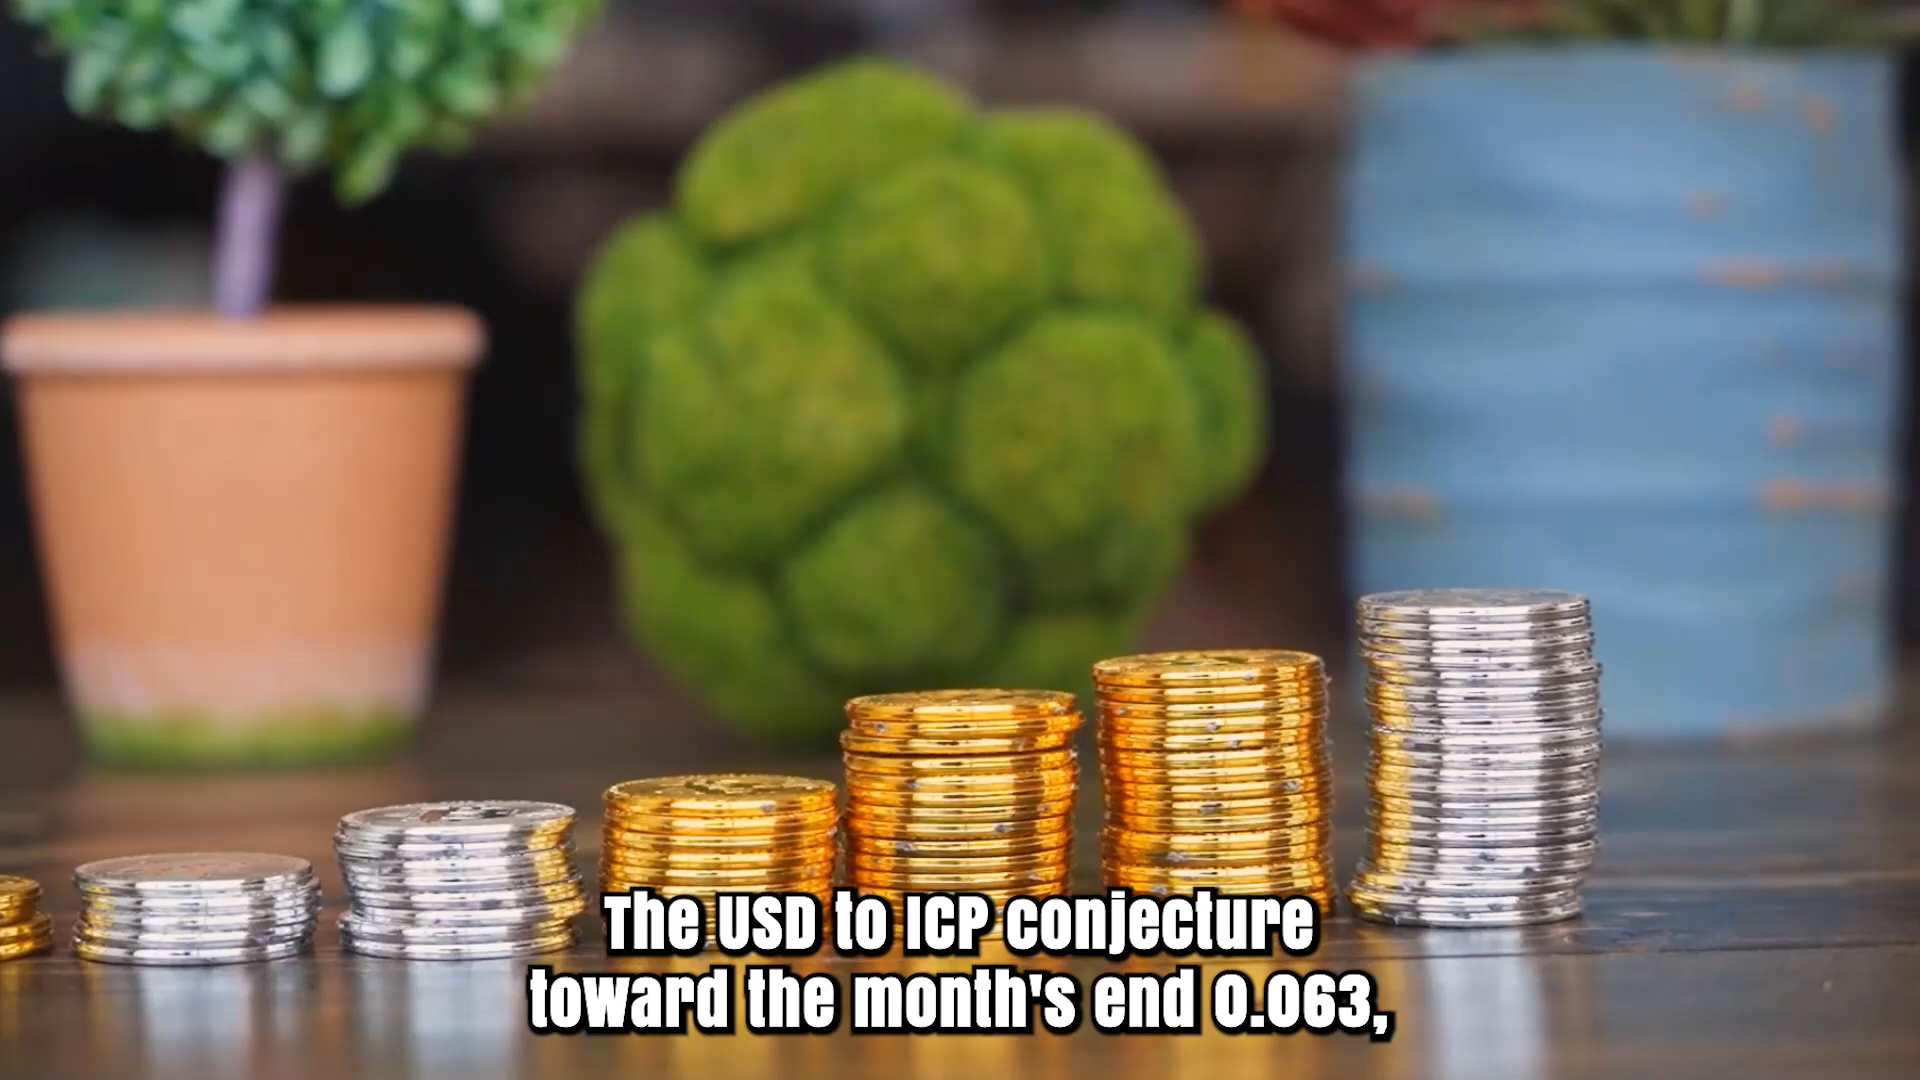 The USD to ICP conjecture
toward the month's end 0.063,